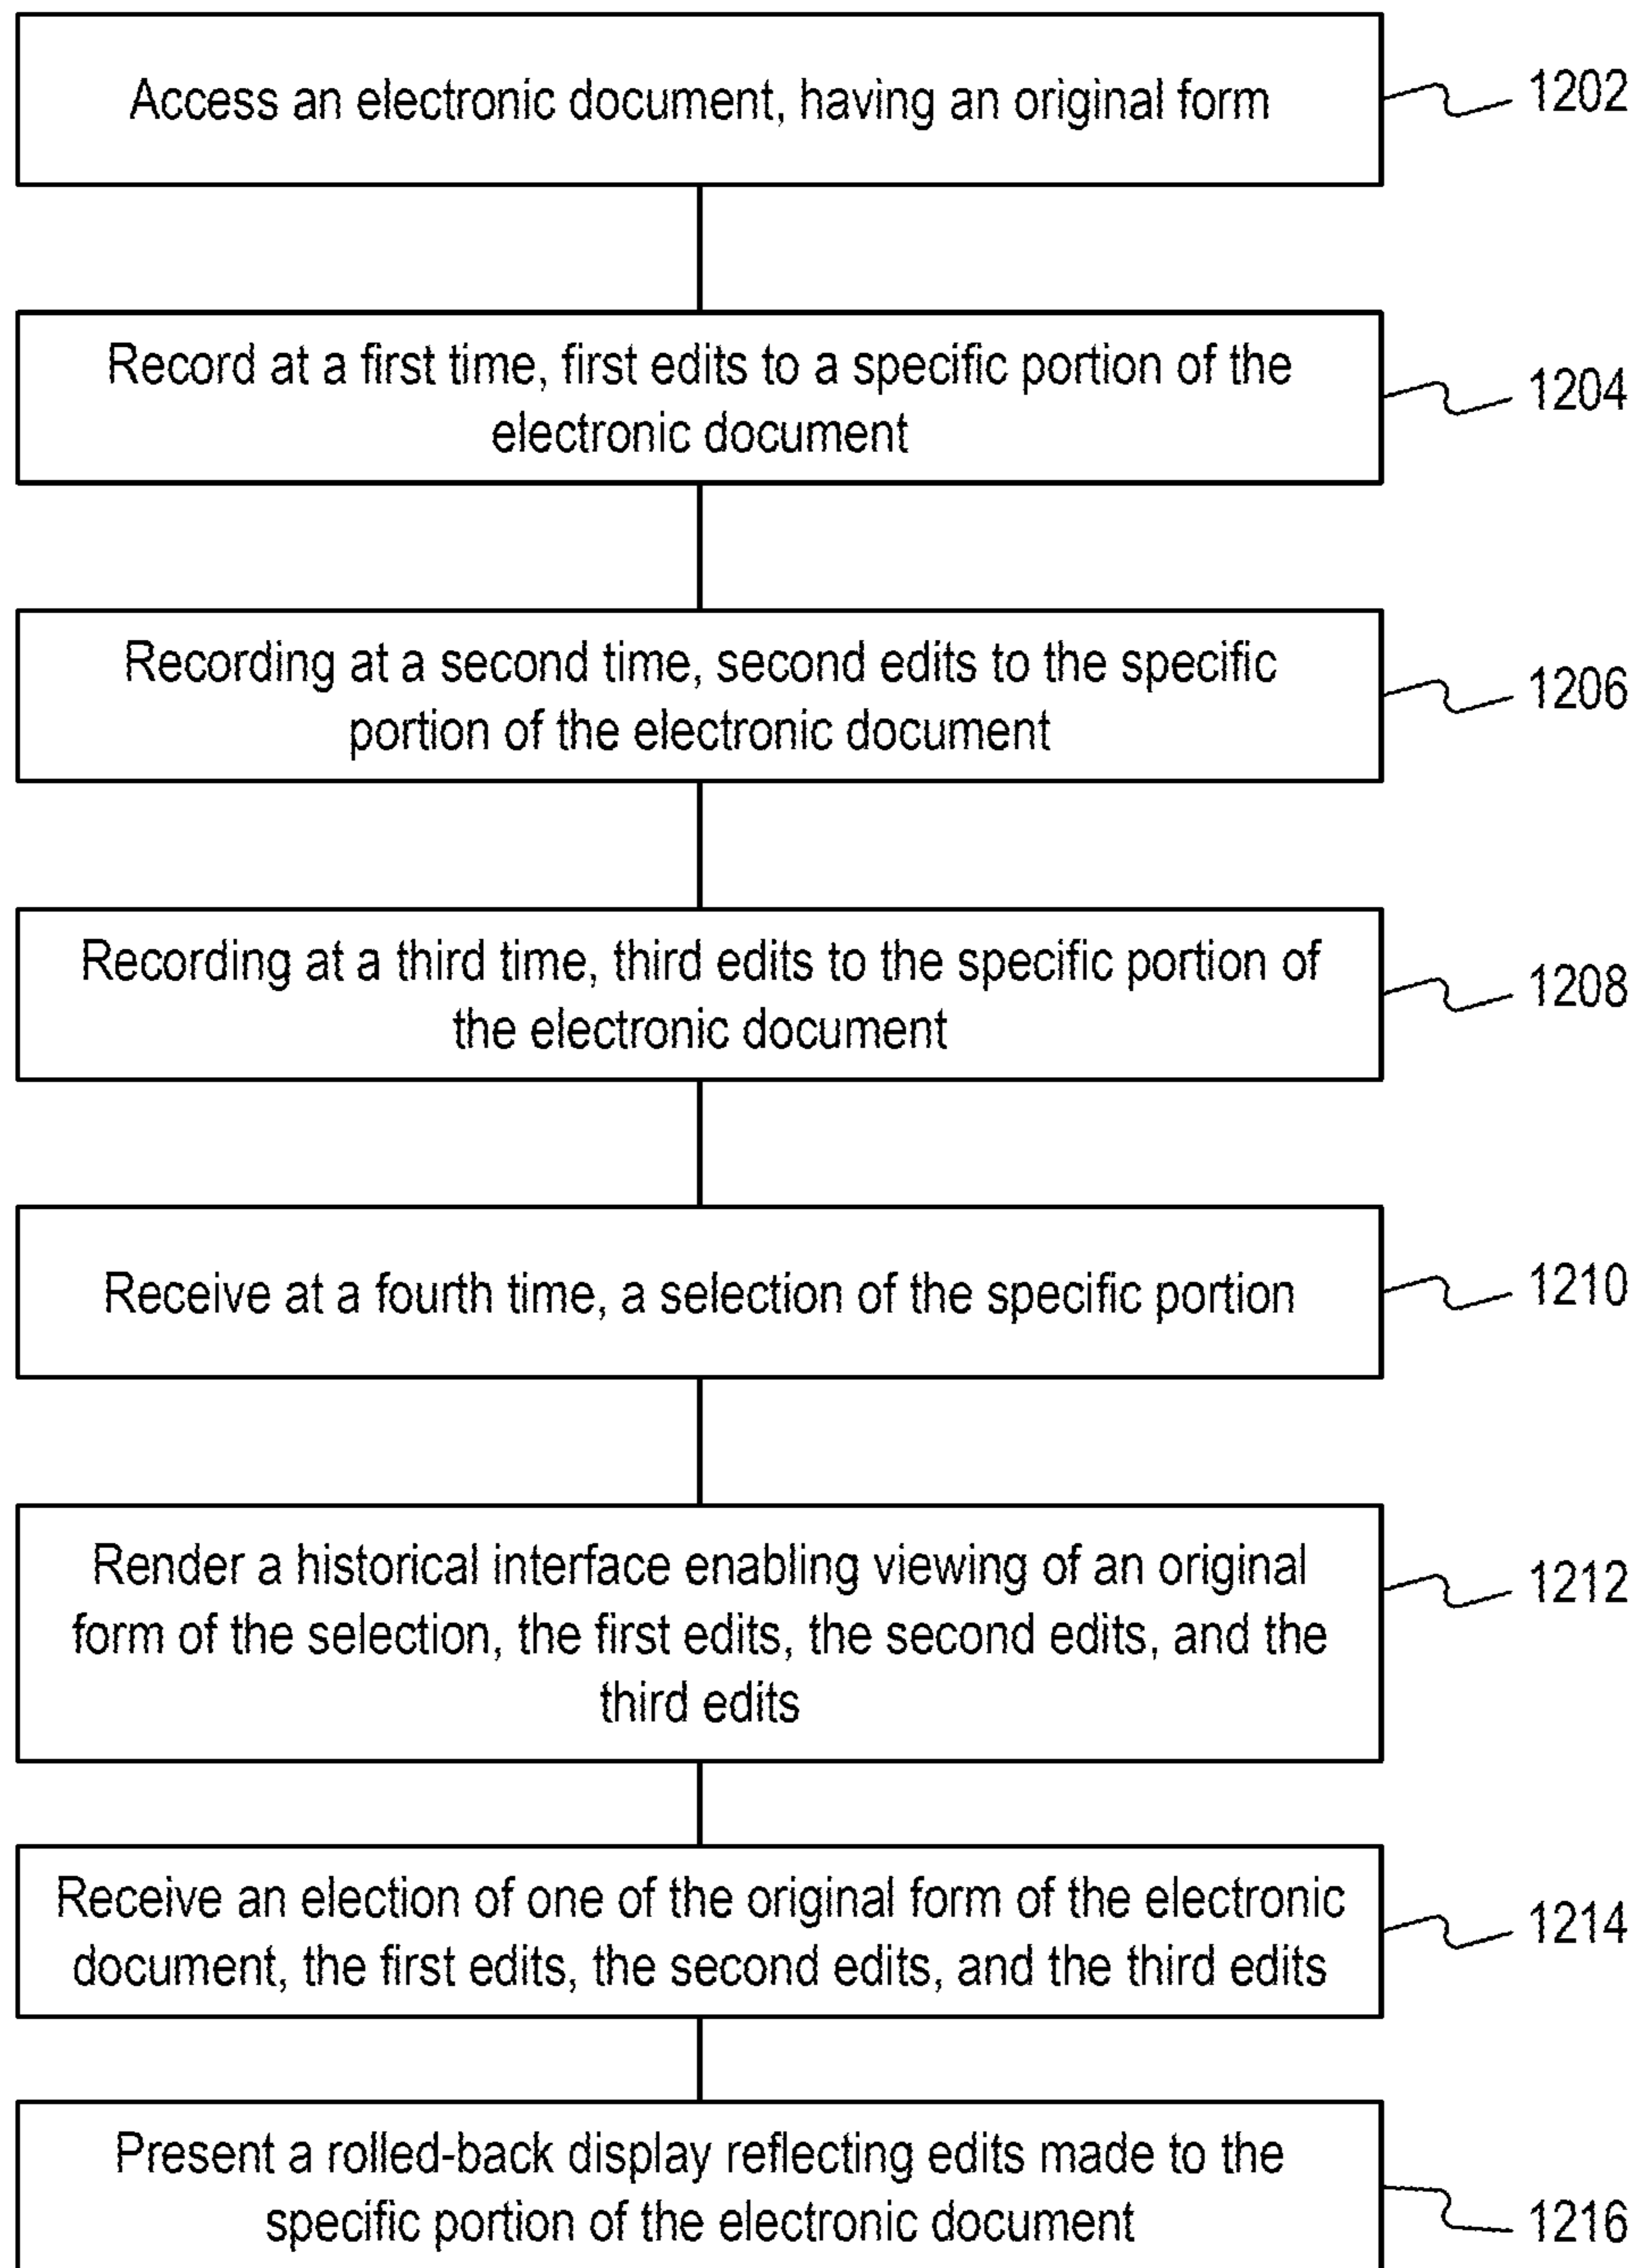 Access an electronic document, having an original form
1202
Record at a first time, first edits to a specific portion of the
electronic document
1204
Recording at a second time, second edits to the specific
portion of the electronic document
1206
Recording at a third time, third edits to the specific portion of
the electronic document
1208
Receive at a fourth time, a selection of the specific portion
1210
Render a historical interface enabling viewing of an original
form of the selection, the first edits, the second edits, and the
third edits
1212
Receive an election of one of the original form of the electronic
document, the first edits, the second edits, and the third edits
1214
Present a rolled-back display reflecting edits made to the
specific portion of the electronic document
1216